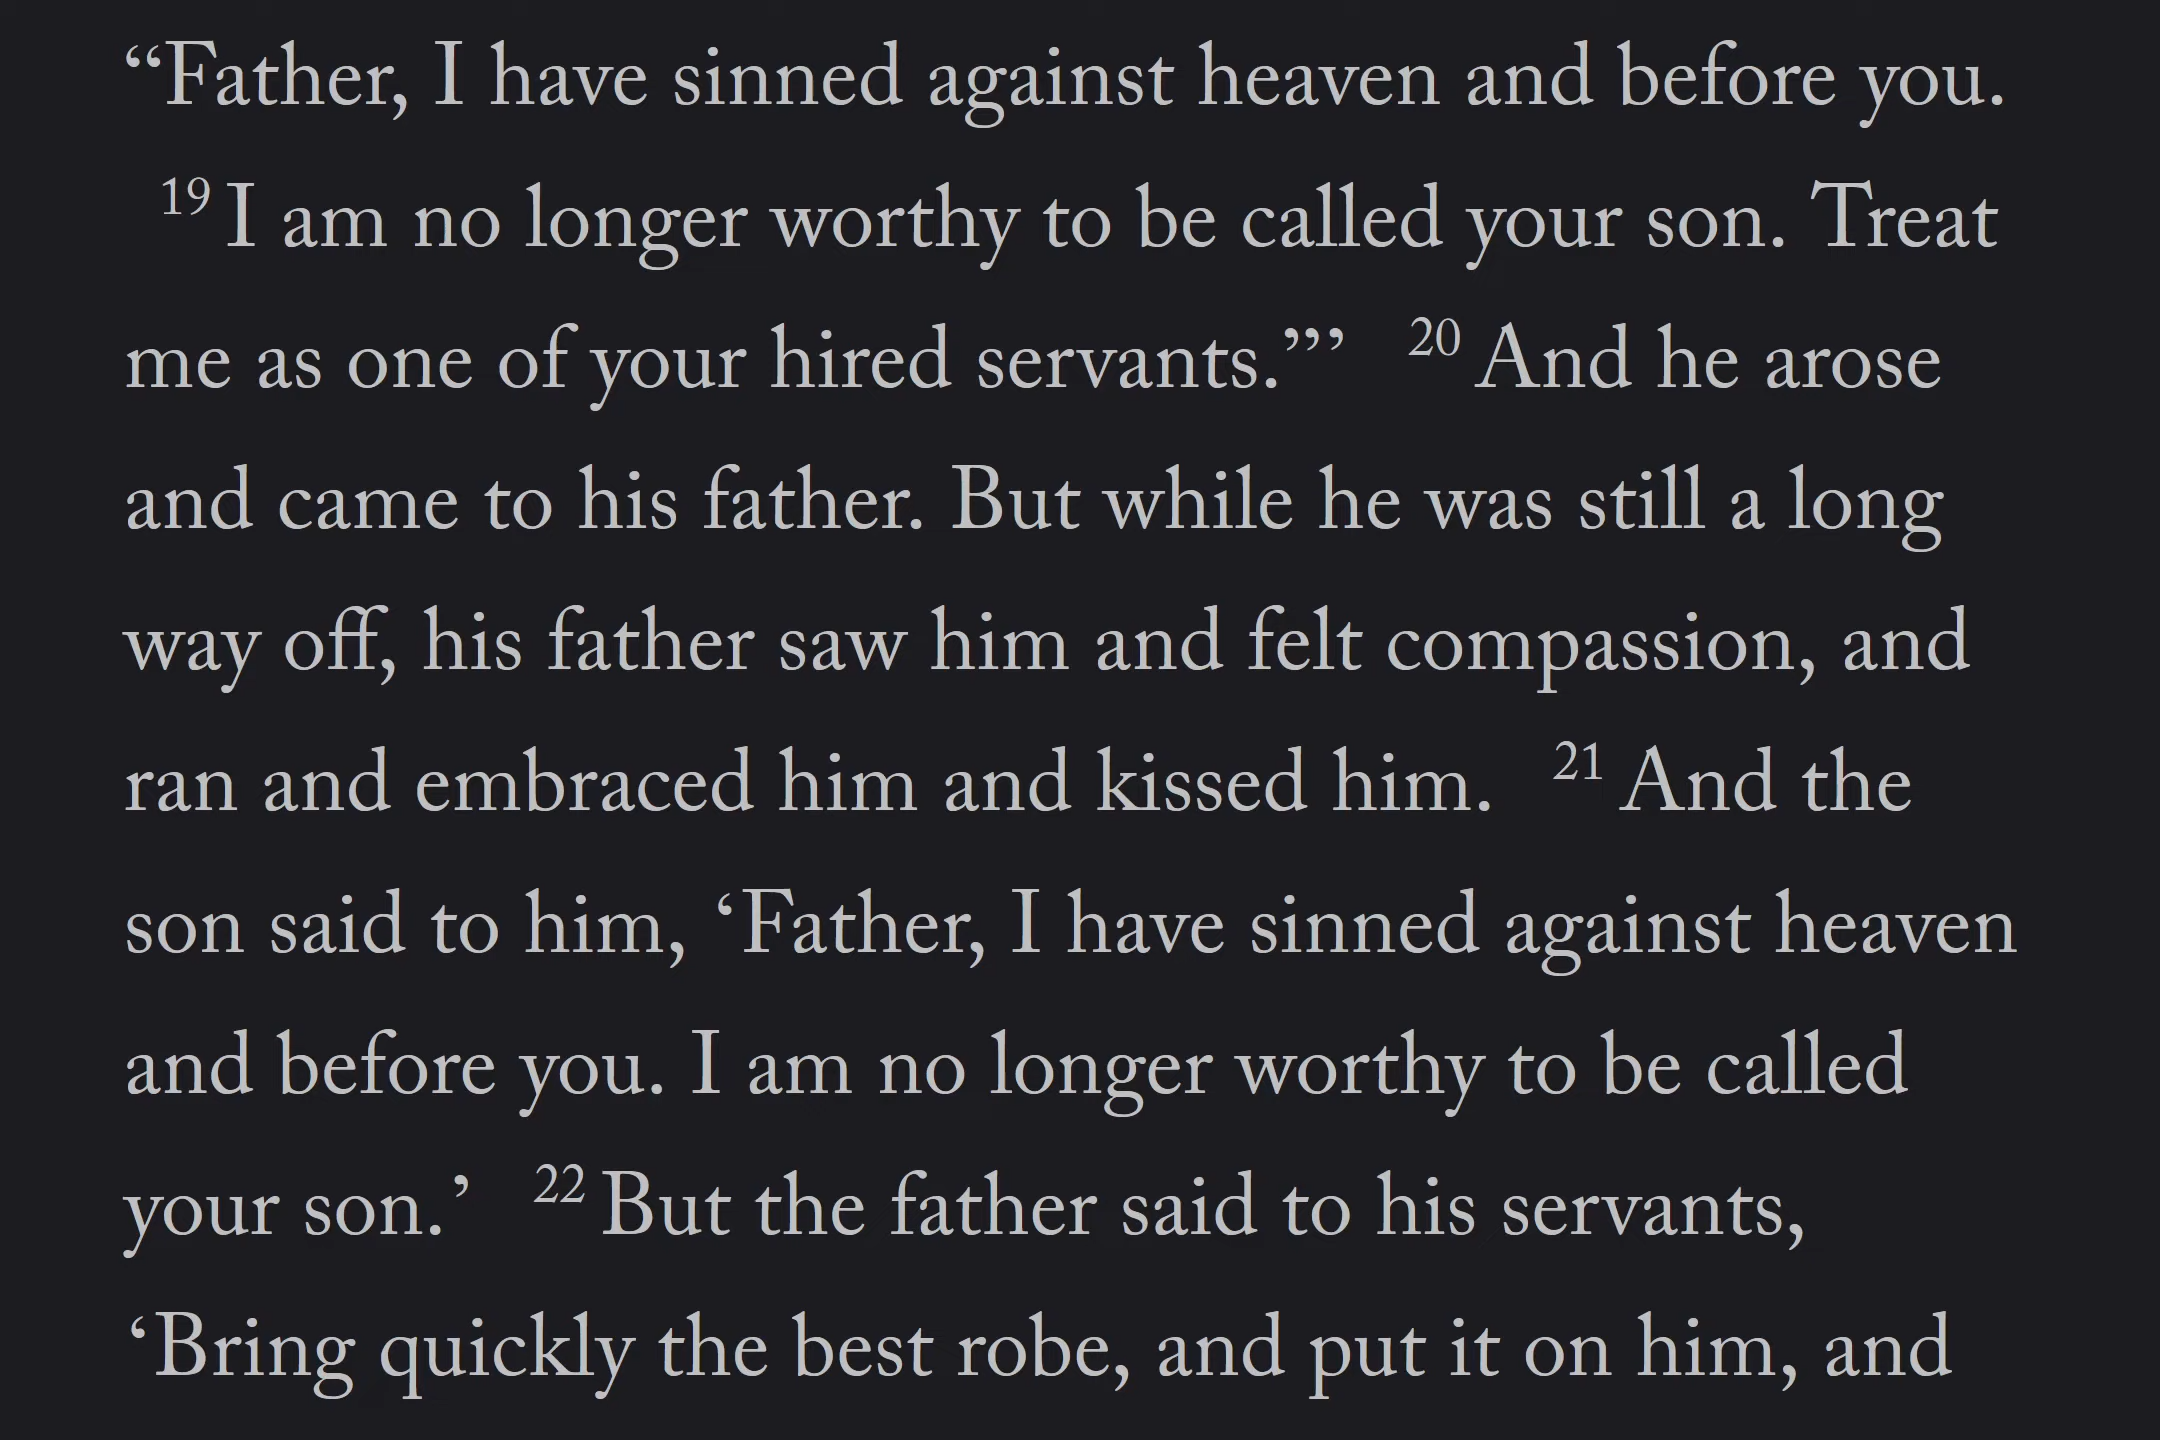 “Father, I have sinned against heaven and before you.
19 I am no longer worthy to be called your son. Treat
me as one of your hired servants.”’ 20 And he arose
and came to his father. But while he was still a long
way off, his father saw him and felt compassion, and
ran and embraced him and kissed him. 21 And the
son said to him, ‘Father, I have sinned against heaven
and before you. I am no longer worthy to be called
your son.’ 22 But the father said to his servants,
‘Bring quickly the best robe, and put it on him, and